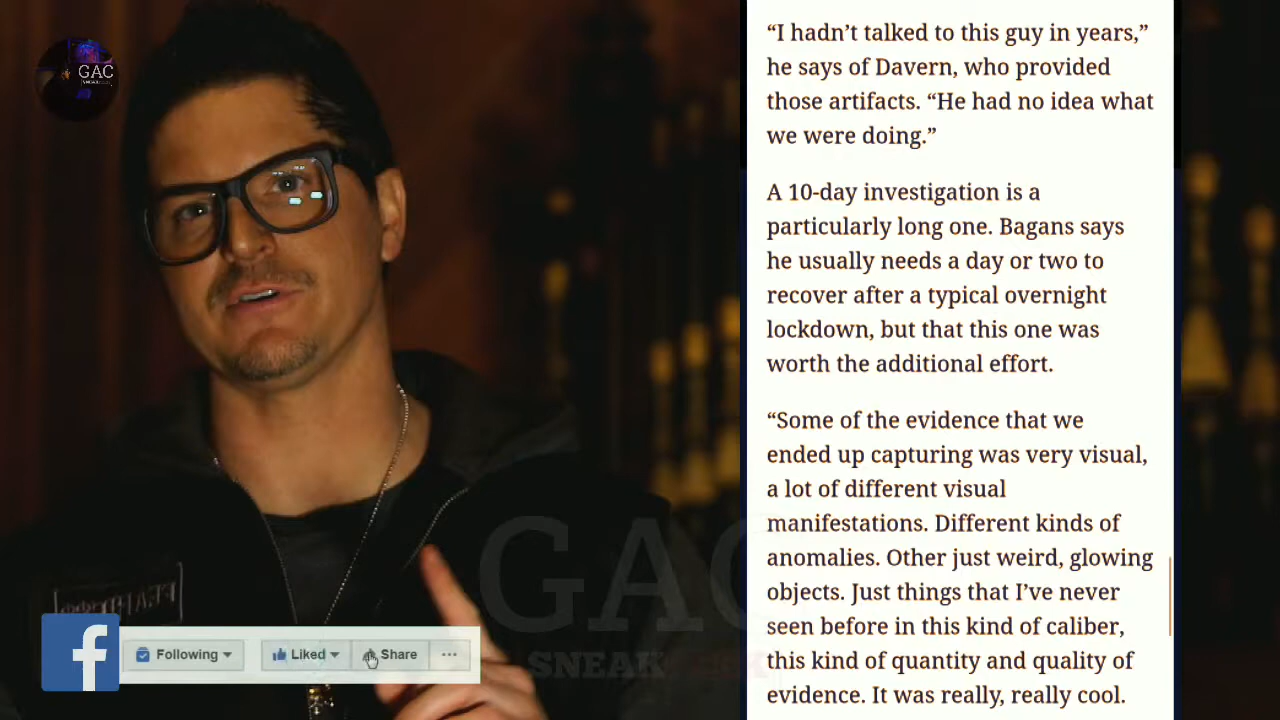 GAC
"I hadn't talked to this guy in years,"
he says of Davern, who provided
those artifacts. "He had no idea what
we were doing."
A 10-day investigation is a
particularly long one. Bagans says
he usually needs a day or two to
recover after a typical overnight
lockdown, but that this one was
worth the additional effort.
"Some of the evidence that we
ended up capturing was very visual,
a lot of different visual
manifestations. Different kinds of
anomalies. Other just weird, glowing
objects. Just things that I've never
seen before in this kind of caliber,
this kind of quantity and quality of
evidence. It was really, really cool.
GAC
SNEAK
f
Following
Liked
Share
...